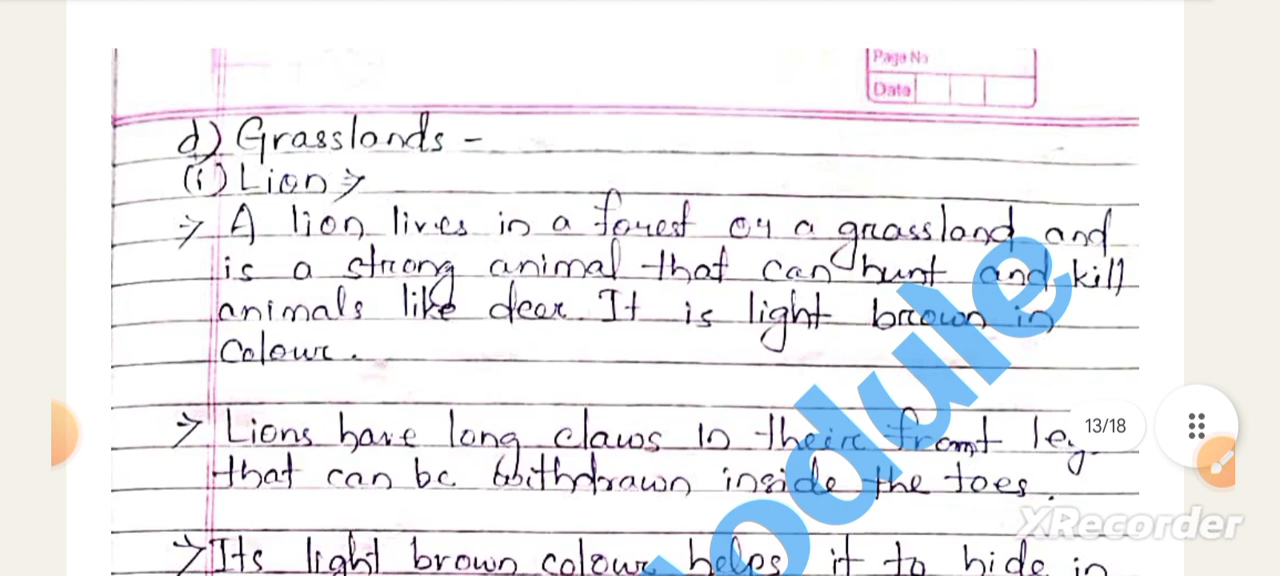 Page No
Date
d) Grasslands -
(i) Lion →
→ A lion lives in a forest or a grassland and
is a strong animal that can hunt and kill
animals like deer. It is light brown in
Colour.
→ Lions have long claws in their front leg
that can be withdrawn inside the toes.
→ Its light brown colour helps it to hide in
odule
13/18
XRecorder